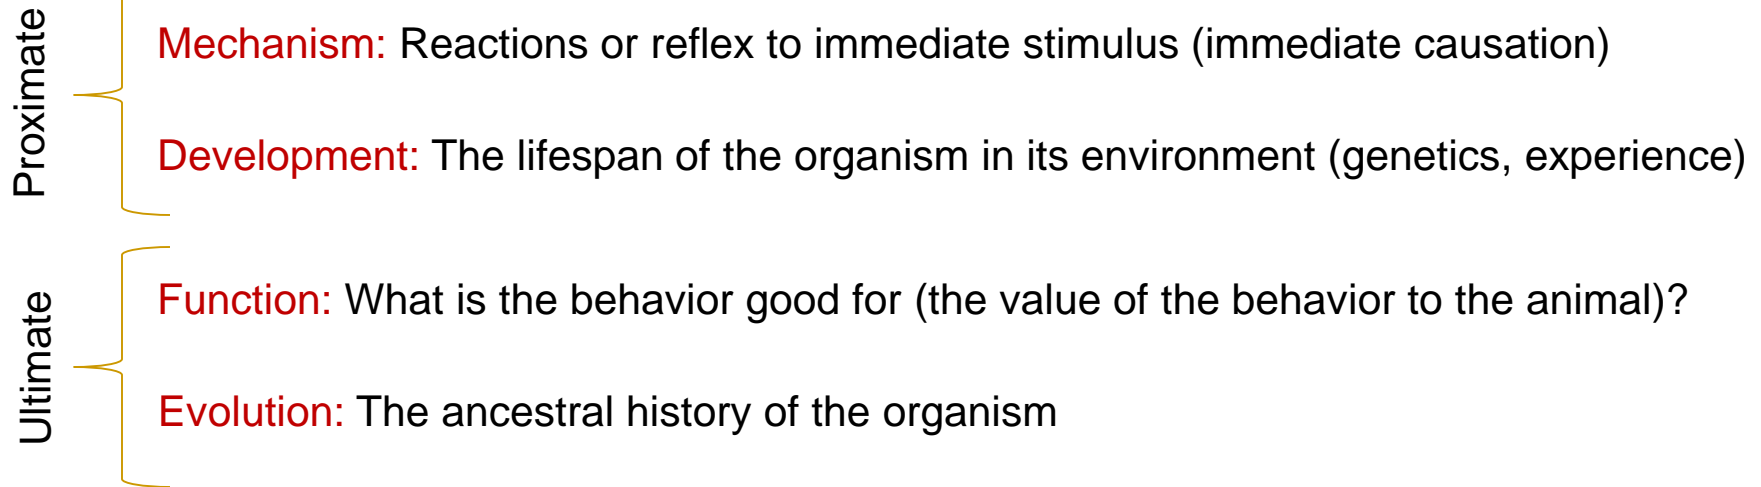 Proximate
Mechanism: Reactions or reflex to immediate stimulus (immediate causation)
Development: The lifespan of the organism in its environment (genetics, experience)
Ultimate
Function: What is the behavior good for (the value of the behavior to the animal)?
Evolution: The ancestral history of the organism